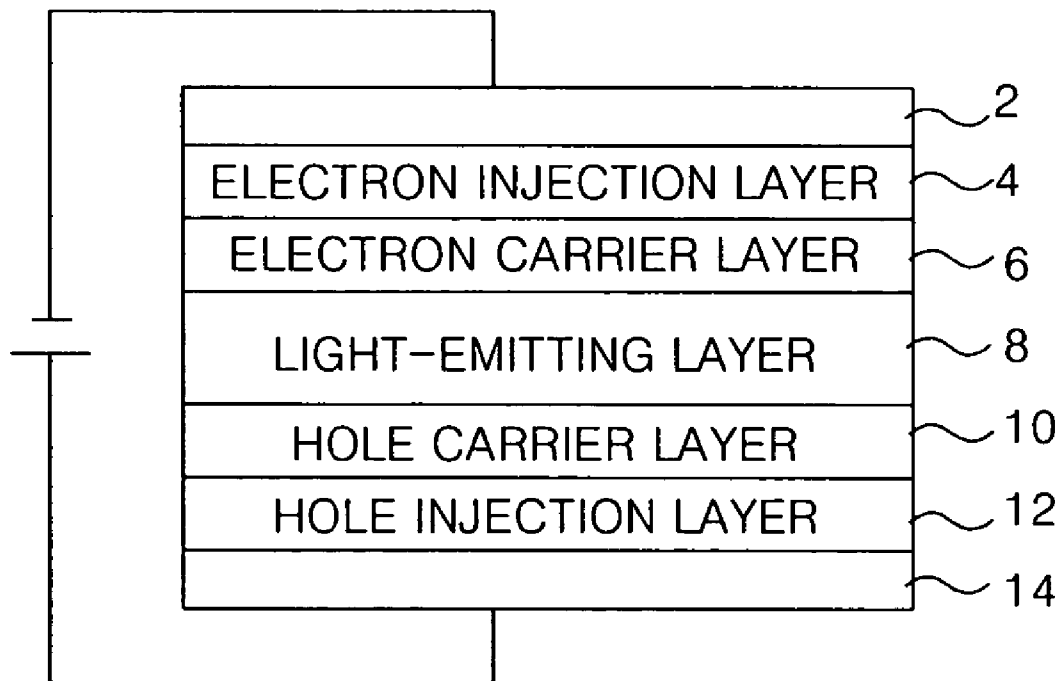 2
ELECTRON INJECTION LAYER 4
ELECTRON CARRIER LAYER 6
LIGHT-EMITTING LAYER 8
HOLE CARRIER LAYER 10
HOLE INJECTION LAYER 12
14